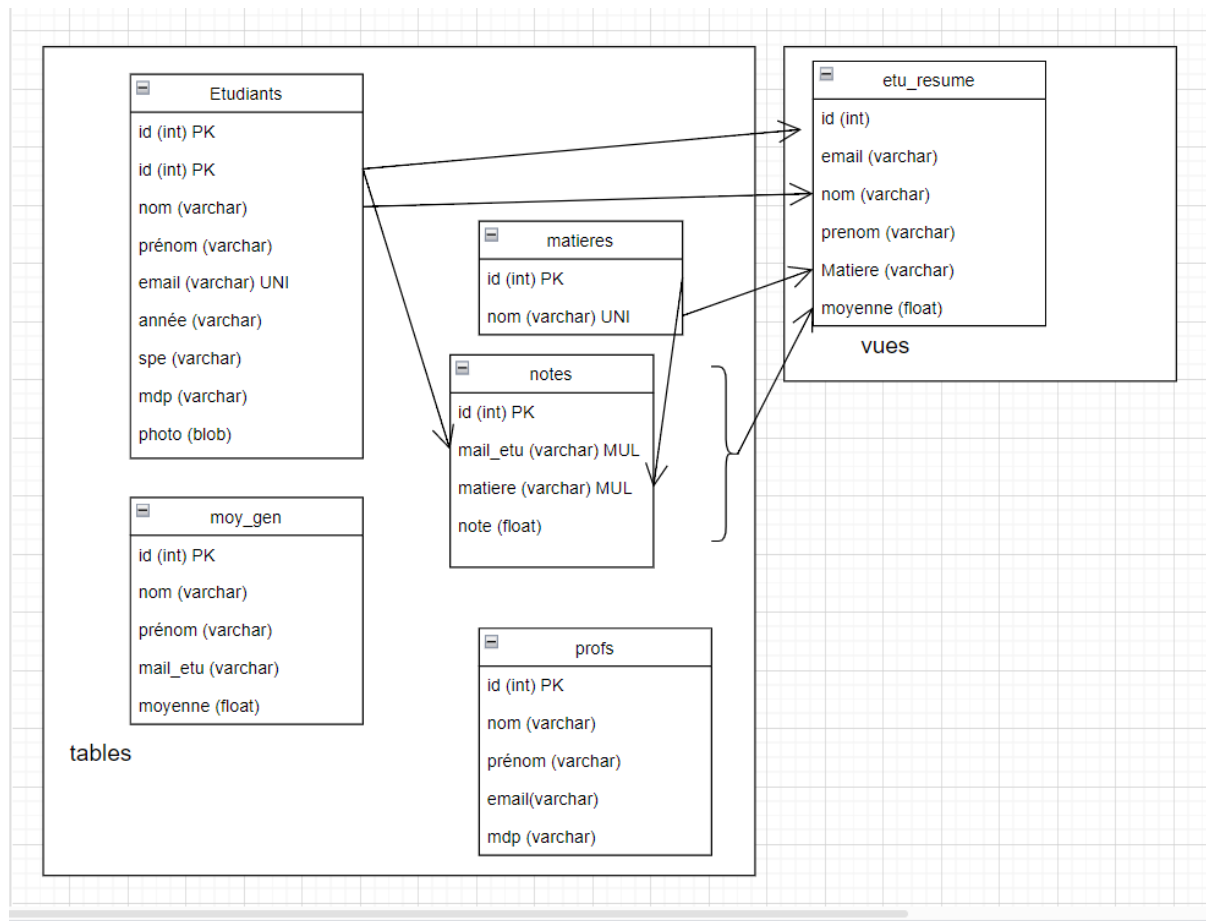 Etudiants
id (int) PK
id (int) PK
nom (varchar)
prénom (varchar)
email (varchar) UNI
année (varchar)
spe (varchar)
mdp (varchar)
photo (blob)
matieres
id (int) PK
nom (varchar) UNI
notes
id (int) PK
mail_etu (varchar) MUL
matiere (varchar) MUL
note (float)
moy_gen
id (int) PK
nom (varchar)
prénom (varchar)
mail_etu (varchar)
moyenne (float)
profs
id (int) PK
nom (varchar)
prénom (varchar)
email(varchar)
mdp (varchar)
tables
etu_resume
id (int)
email (varchar)
nom (varchar)
prenom (varchar)
Matiere (varchar)
moyenne (float)
vues